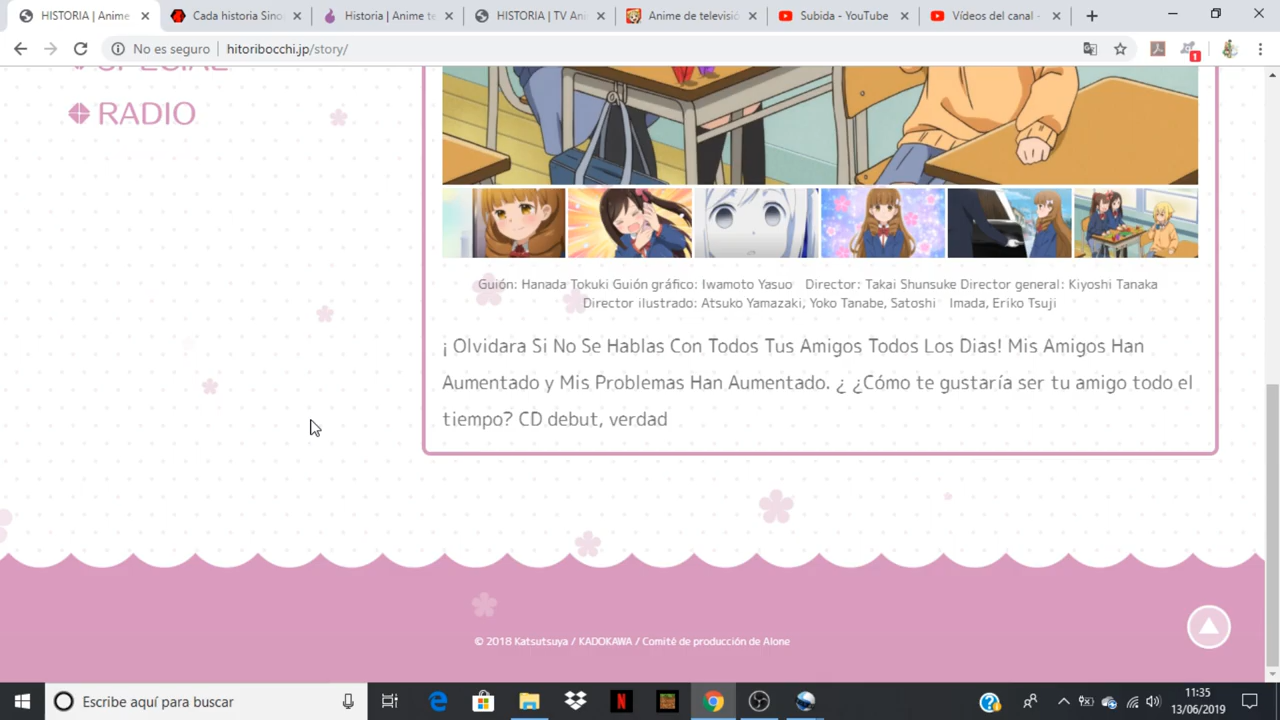 HISTORIA | Anime
Cada historia Sino
Historia | Anime te
HISTORIA | TV Ani
Anime de televisió
Subida - YouTube
Vídeos del canal -
No es seguro
hitoribocchi.jp/story/
1
SPECIAL
RADIO
Guión: Hanada Tokuki Guión gráfico: Iwamoto Yasuo Director: Takai Shunsuke Director general: Kiyoshi Tanaka
Director ilustrado: Atsuko Yamazaki, Yoko Tanabe, Satoshi Imada, Eriko Tsuji
¡ Olvidara Si No Se Hablas Con Todos Tus Amigos Todos Los Dias! Mis Amigos Han
Aumentado y Mis Problemas Han Aumentado. ¿ ¿Cómo te gustaría ser tu amigo todo el
tiempo? CD debut, verdad
© 2018 Katsutsuya / KADOKAWA / Comité de producción de Alone
Escribe aquí para buscar
11:35
13/06/2019